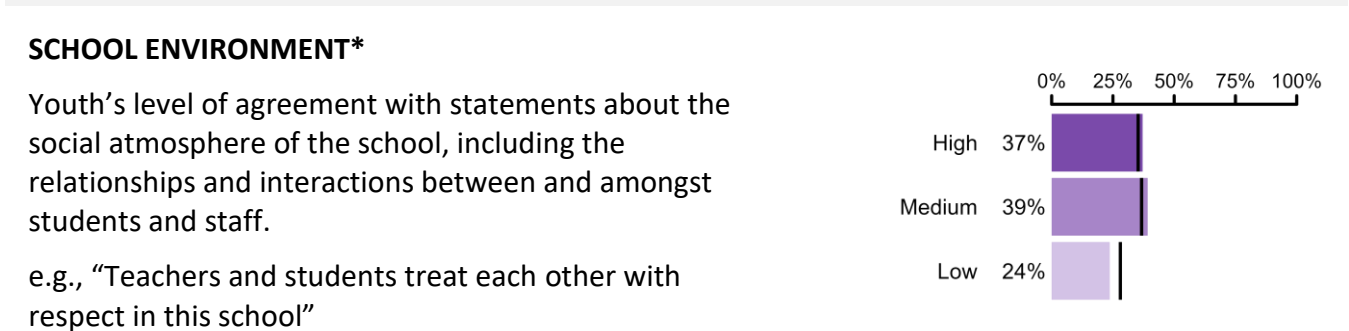 SCHOOL ENVIRONMENT*
Youth’s level of agreement with statements about the
social atmosphere of the school, including the
relationships and interactions between and amongst
students and staff.
e.g., “Teachers and students treat each other with
respect in this school”
0% 25% 50% 75% 100%
High 37%
Medium 39%
Low 24%